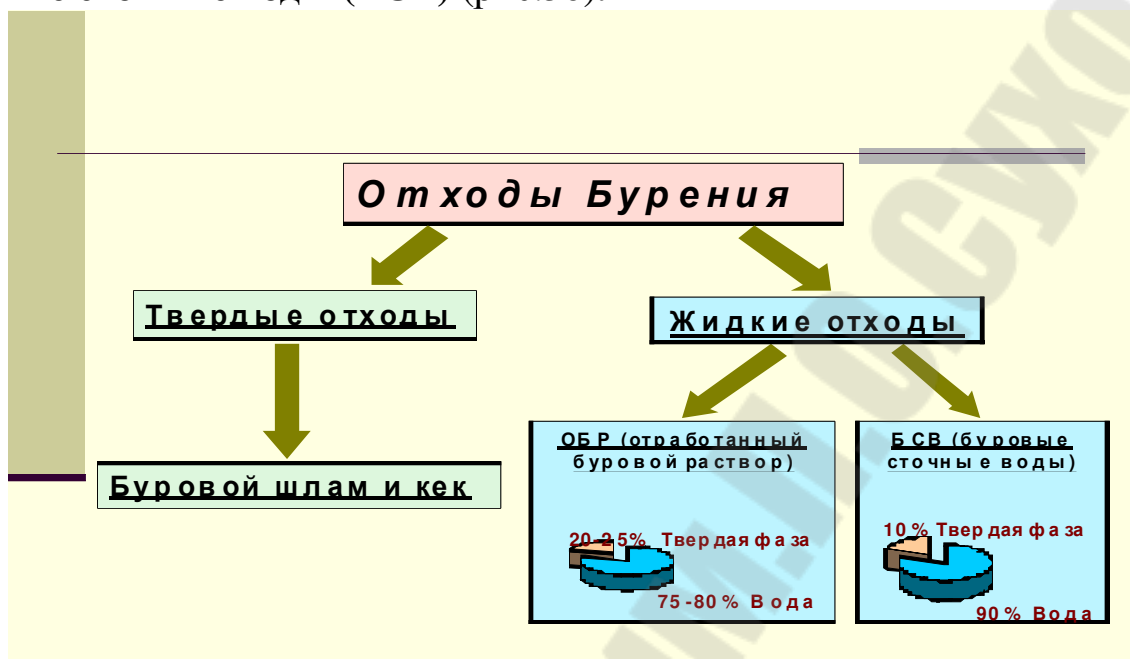 Отходы Бурения
Твердые отходы
Жидкие отходы
Буровой шлам и кек
ОБР (отработанный
буровой раствор)
20-25% Твердая фаза
75-80% Вода
БСВ (буровые
сточные воды)
10% Твердая фаза
90% Вода